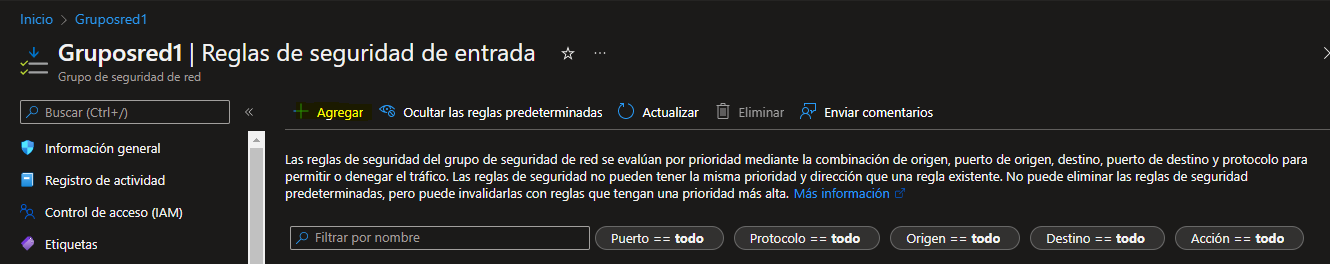 Inicio > Gruposred1
Gruposred1 | Reglas de seguridad de entrada
Grupo de seguridad de red
Buscar (Ctrl+/)
Información general
Registro de actividad
Control de acceso (IAM)
Etiquetas
Agregar Ocultar las reglas predeterminadas Actualizar Eliminar Enviar comentarios
Las reglas de seguridad del grupo de seguridad de red se evalúan por prioridad mediante la combinación de origen, puerto de origen, destino, puerto de destino y protocolo para
permitir o denegar el tráfico. Las reglas de seguridad no pueden tener la misma prioridad y dirección que una regla existente. No puede eliminar las reglas de seguridad
predeterminadas, pero puede invalidarlas con reglas que tengan una prioridad más alta. Más información
Filtrar por nombre Puerto == todo Protocolo == todo Origen == todo Destino == todo Acción == todo